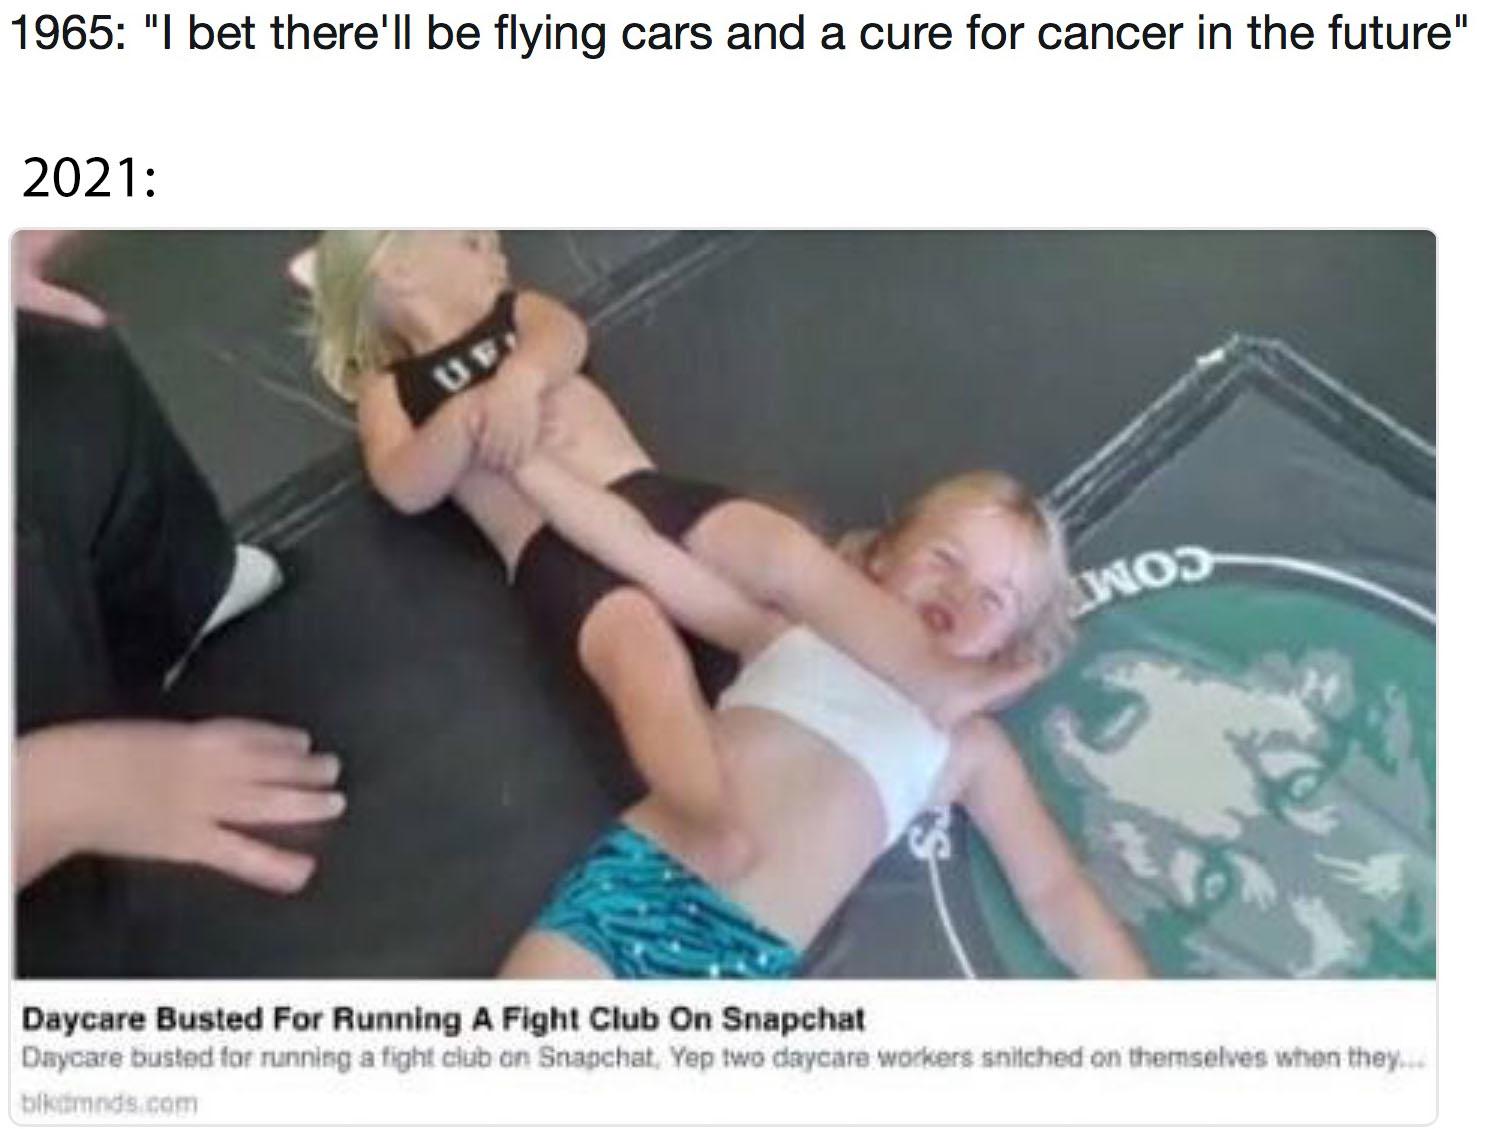 1965: "I bet there'll be flying cars and a cure for cancer in the future"
2021:
UF
COM
S
Daycare Busted For Running A Fight Club On Snapchat
Daycare busted for running a fight club on Snapchat, Yep two daycare workers snitched on themselves when they...
blkdmnds.com